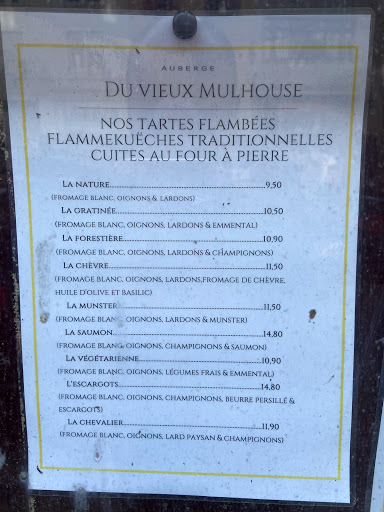 AUBERGE
DU VIEUX MULHOUSE
NOS TARTES FLAMBÉES
FLAMMEKUËCHES TRADITIONNELLES
CUITES AU FOUR À PIERRE
LA NATURE..........9,50
(FROMAGE BLANC, OIGNONS & LARDONS)
LA GRATINÉE..........10,50
(FROMAGE BLANC, OIGNONS, LARDONS & EMMENTAL)
LA FORESTIÈRE..........10,90
(FROMAGE BLANC, OIGNONS, LARDONS & CHAMPIGNONS)
LA CHÈVRE..........11,50
(FROMAGE BLANC, OIGNONS, LARDONS,FROMAGE DE CHÈVRE,
HUILE D'OLIVE ET BASILIC)
LA MUNSTER..........11,50
(FROMAGE BLANC, OIGNONS, LARDONS & MUNSTER)
LA SAUMON..........14,80
(FROMAGE BLANC, OIGNONS, CHAMPIGNONS & SAUMON)
LA VÉGÉTARIENNE..........10,90
(FROMAGE BLANC, OIGNONS, LÉGUMES FRAIS & EMMENTAL)
L'ESCARGOTS..........14,80
(FROMAGE BLANC, OIGNONS, CHAMPIGNONS, BEURRE PERSILLÉ &
ESCARGOTS)
LA CHEVALIER..........11,90
(FROMAGE BLANC, OIGNONS, LARD PAYSAN & CHAMPIGNONS)